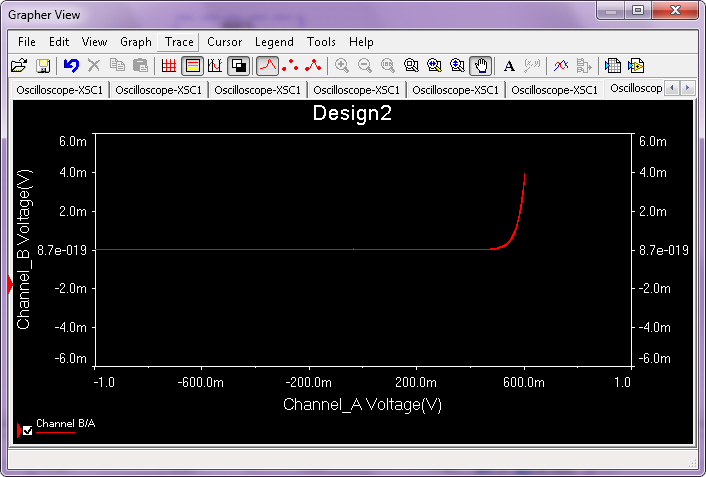 Grapher View
File Edit View Graph Trace Cursor Legend Tools Help
A (x,y)
Oscilloscope-XSC1 Oscilloscope-XSC1 Oscilloscope-XSC1 Oscilloscope-XSC1 Oscilloscope-XSC1 Oscilloscope-XSC1 Oscilloscop
Design2
6.0m 6.0m
4.0m 4.0m
2.0m 2.0m
8.7e-019 8.7e-019
-2.0m -2.0m
-4.0m -4.0m
-6.0m -6.0m
Channel_B Voltage(V)
-1.0 -600.0m -200.0m 200.0m 600.0m 1.0
Channel_A Voltage(V)
Channel B/A